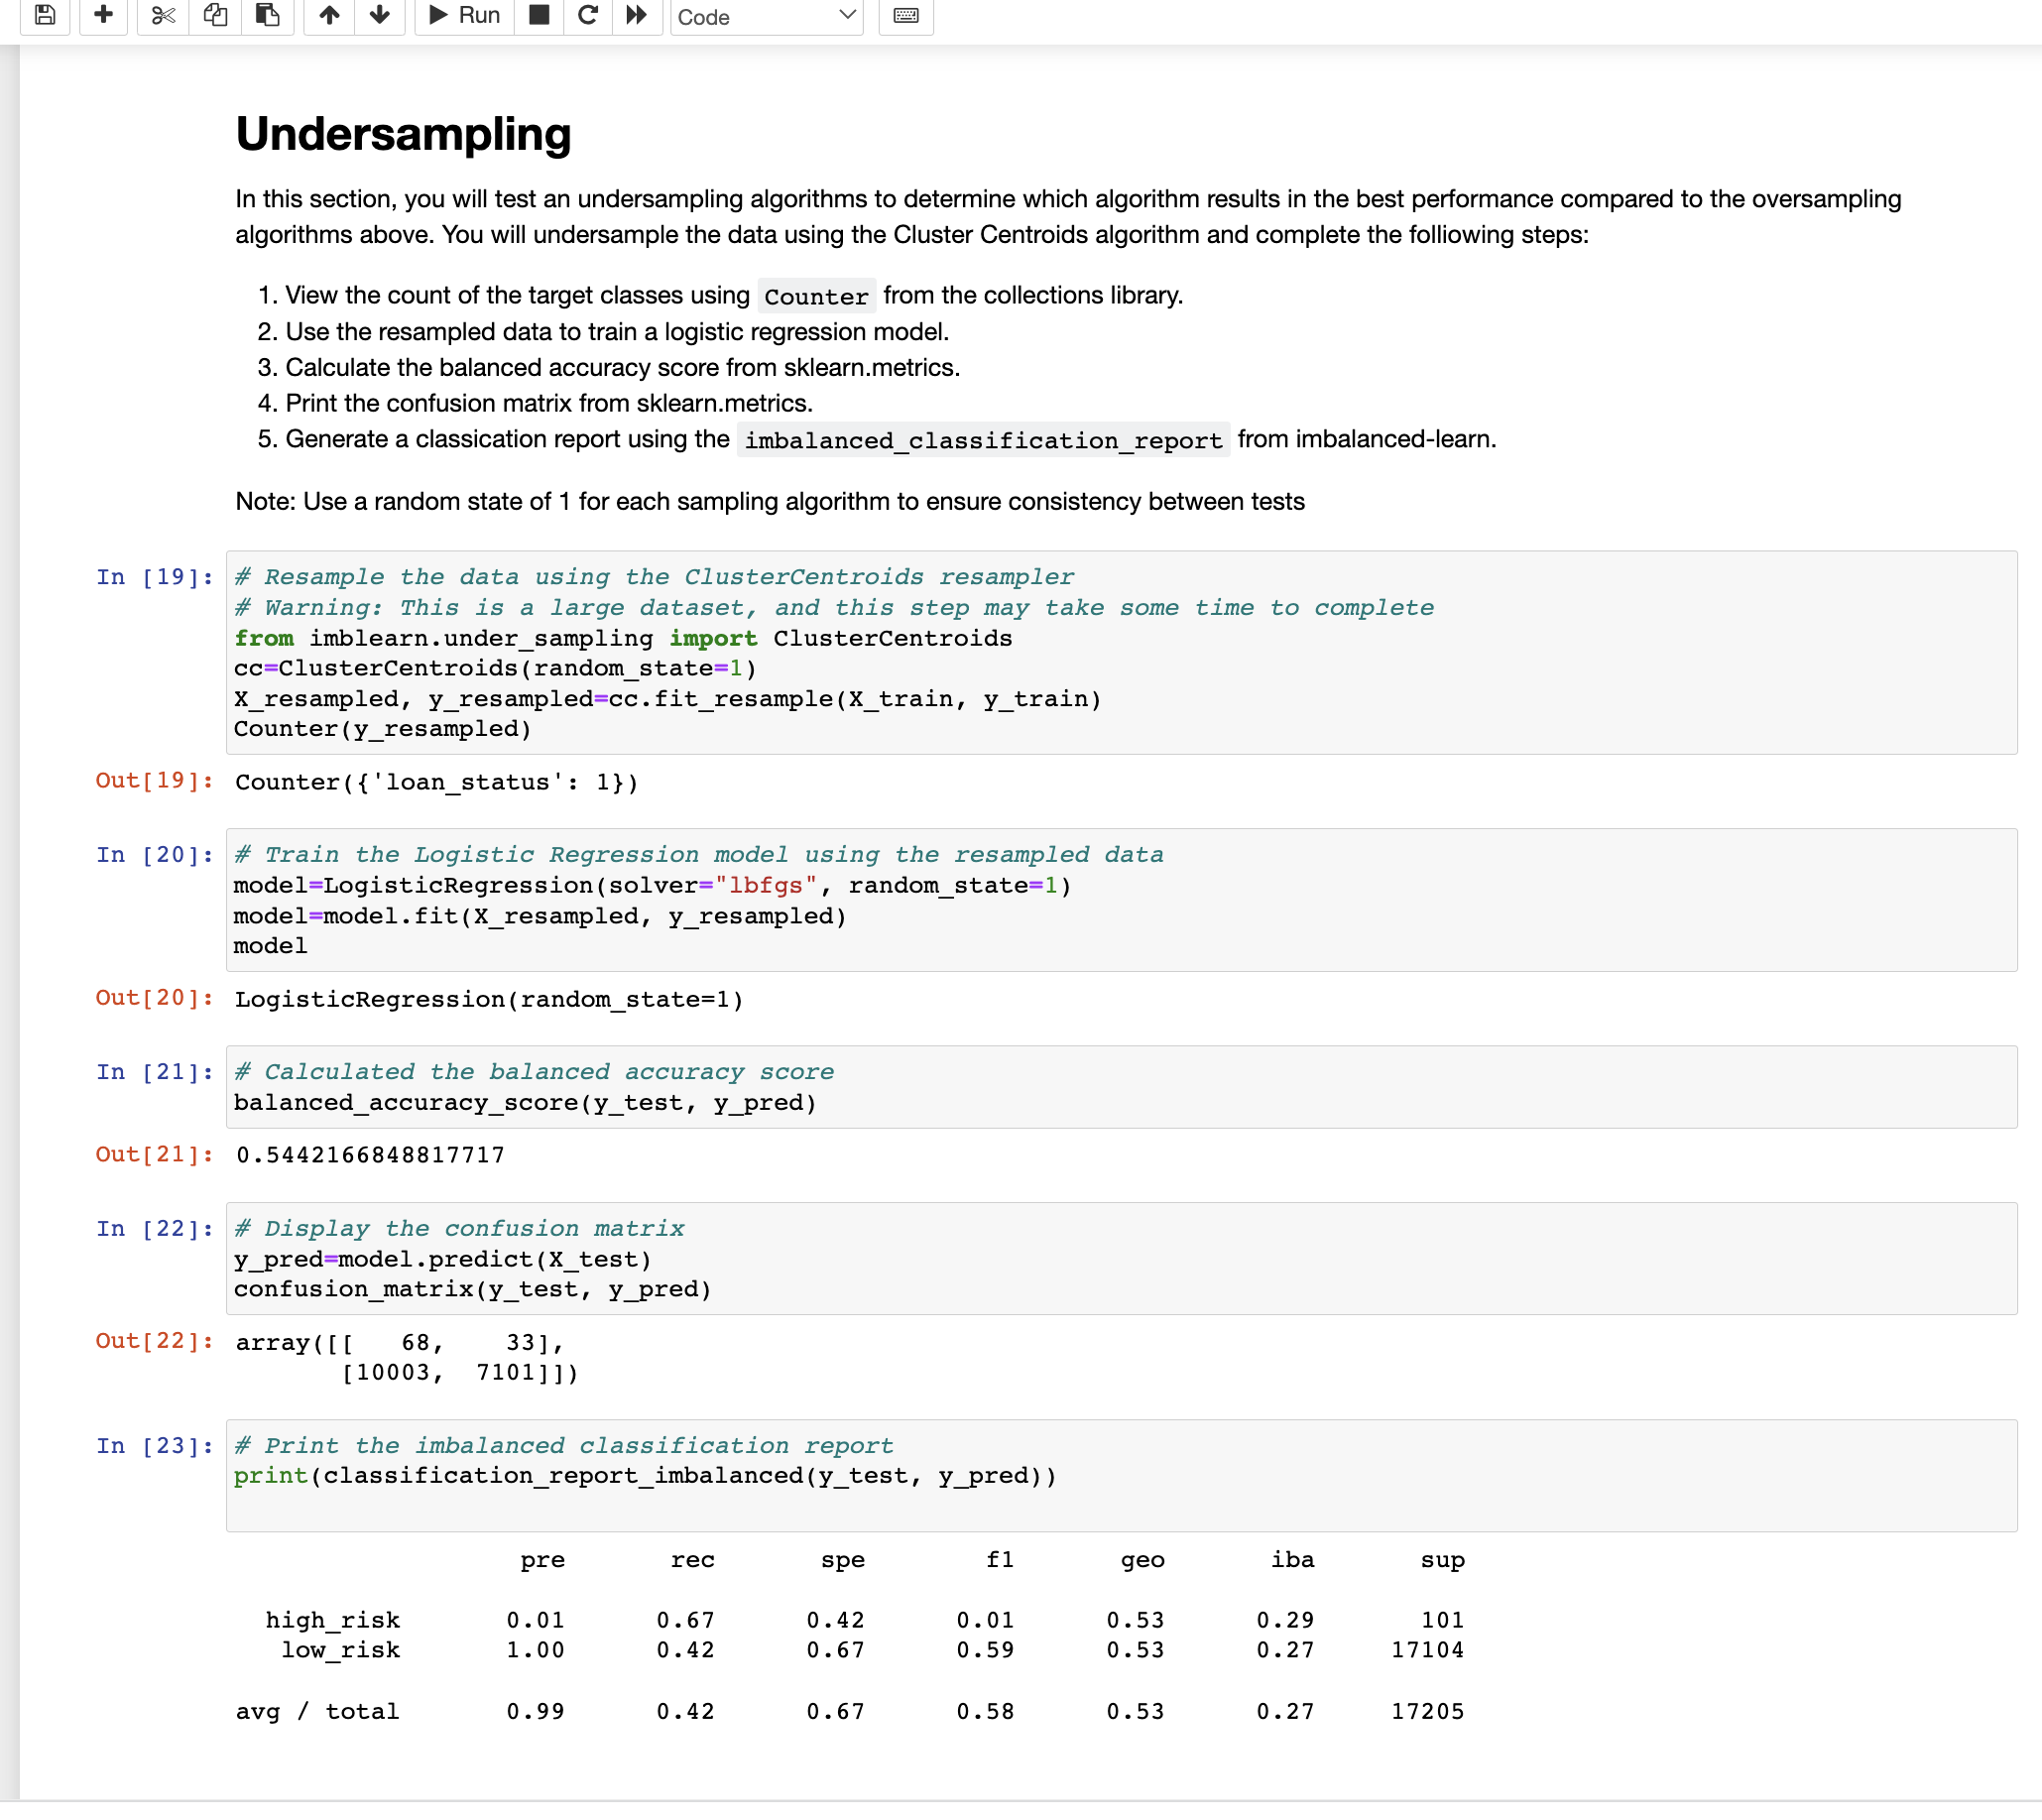 Run
Code
Undersampling
In this section, you will test an undersampling algorithms to determine which algorithm results in the best performance compared to the oversampling
algorithms above. You will undersample the data using the Cluster Centroids algorithm and complete the folliowing steps:
1. View the count of the target classes using Counter from the collections library.
2. Use the resampled data to train a logistic regression model.
3. Calculate the balanced accuracy score from sklearn.metrics.
4. Print the confusion matrix from sklearn.metrics.
5. Generate a classication report using the imbalanced_classification_report from imbalanced-learn.
Note: Use a random state of 1 for each sampling algorithm to ensure consistency between tests
In [19]: # Resample the data using the ClusterCentroids resampler
# Warning: This is a large dataset, and this step may take some time to complete
from imblearn.under_sampling import ClusterCentroids
cc=ClusterCentroids(random_state=1)
X_resampled, y_resampled=cc.fit_resample(X_train, y_train)
Counter(y_resampled)
Out[19]: Counter({'loan_status': 1})
In [20]: # Train the Logistic Regression model using the resampled data
model=LogisticRegression(solver="lbfgs", random_state=1)
model=model.fit(X_resampled, y_resampled)
model
Out[20]: LogisticRegression(random_state=1)
In [21]: # Calculated the balanced accuracy score
balanced_accuracy_score(y_test, y_pred)
Out[21]: 0.5442166848817717
In [22]: # Display the confusion matrix
y_pred=model.predict(X_test)
confusion_matrix(y_test, y_pred)
Out[22]: array([[   68,    33],
[10003,  7101]])
In [23]: # Print the imbalanced classification report
print(classification_report_imbalanced(y_test, y_pred))
pre rec spe f1 geo iba sup
high_risk 0.01 0.67 0.42 0.01 0.53 0.29 101
low_risk 1.00 0.42 0.67 0.59 0.53 0.27 17104
avg / total 0.99 0.42 0.67 0.58 0.53 0.27 17205